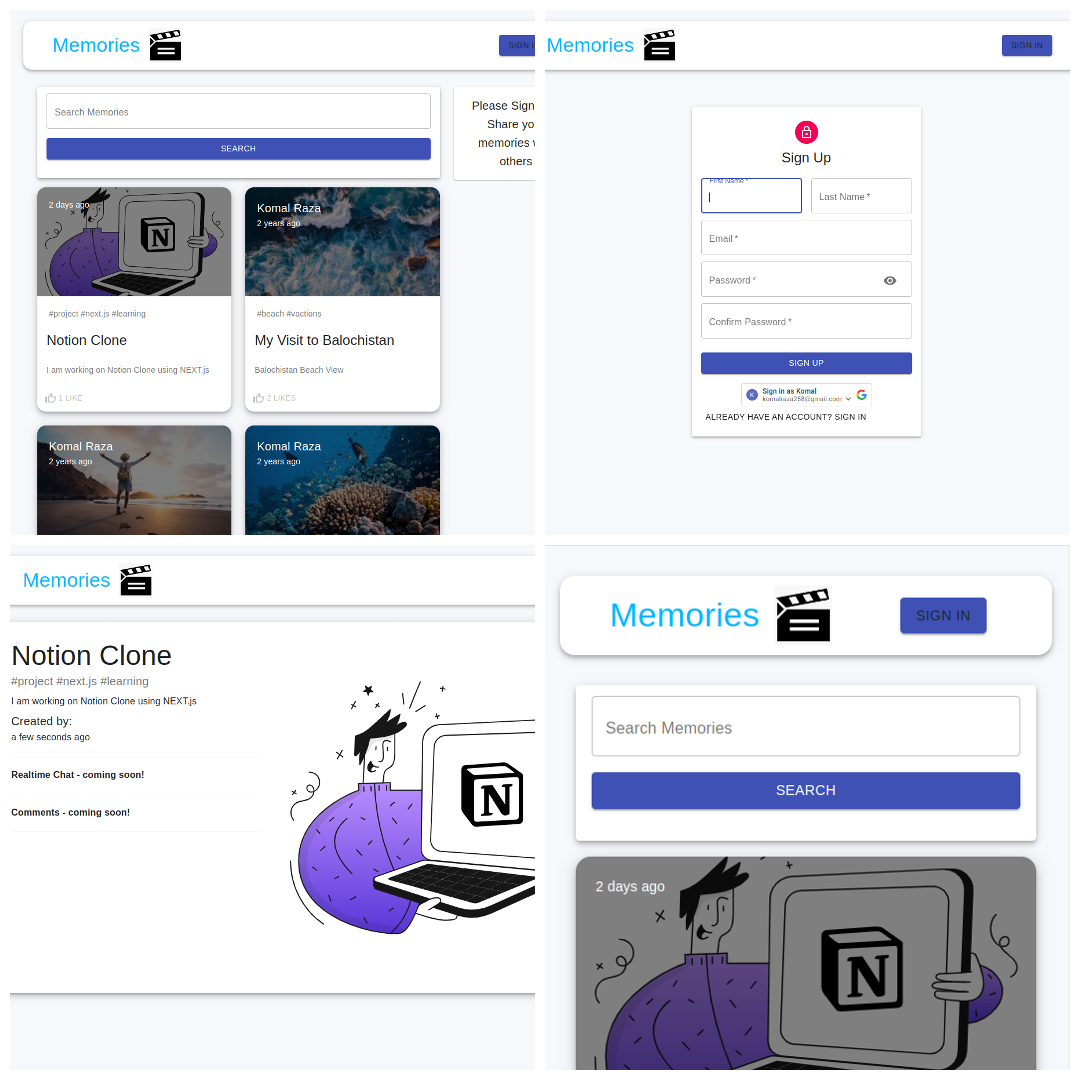 Memories
SIGN I
Search Memories
SEARCH
Please Sign
Share yo
memories w
others
2 days ago
N
#project #next.js #learning
Notion Clone
I am working on Notion Clone using NEXT.js
1 LIKE
Komal Raza
2 years ago
#beach #vactions
My Visit to Balochistan
Balochistan Beach View
2 LIKES
Komal Raza
2 years ago
Komal Raza
2 years ago
Memories
SIGN IN
Sign Up
First Name *
Last Name *
Email *
Password *
Confirm Password *
SIGN UP
K
Sign in as Komal
komalraza258@gmail.com
G
ALREADY HAVE AN ACCOUNT? SIGN IN
Memories
Notion Clone
#project #next.js #learning
I am working on Notion Clone using NEXT.js
Created by:
a few seconds ago
Realtime Chat - coming soon!
Comments - coming soon!
N
Memories
SIGN IN
Search Memories
SEARCH
2 days ago
N